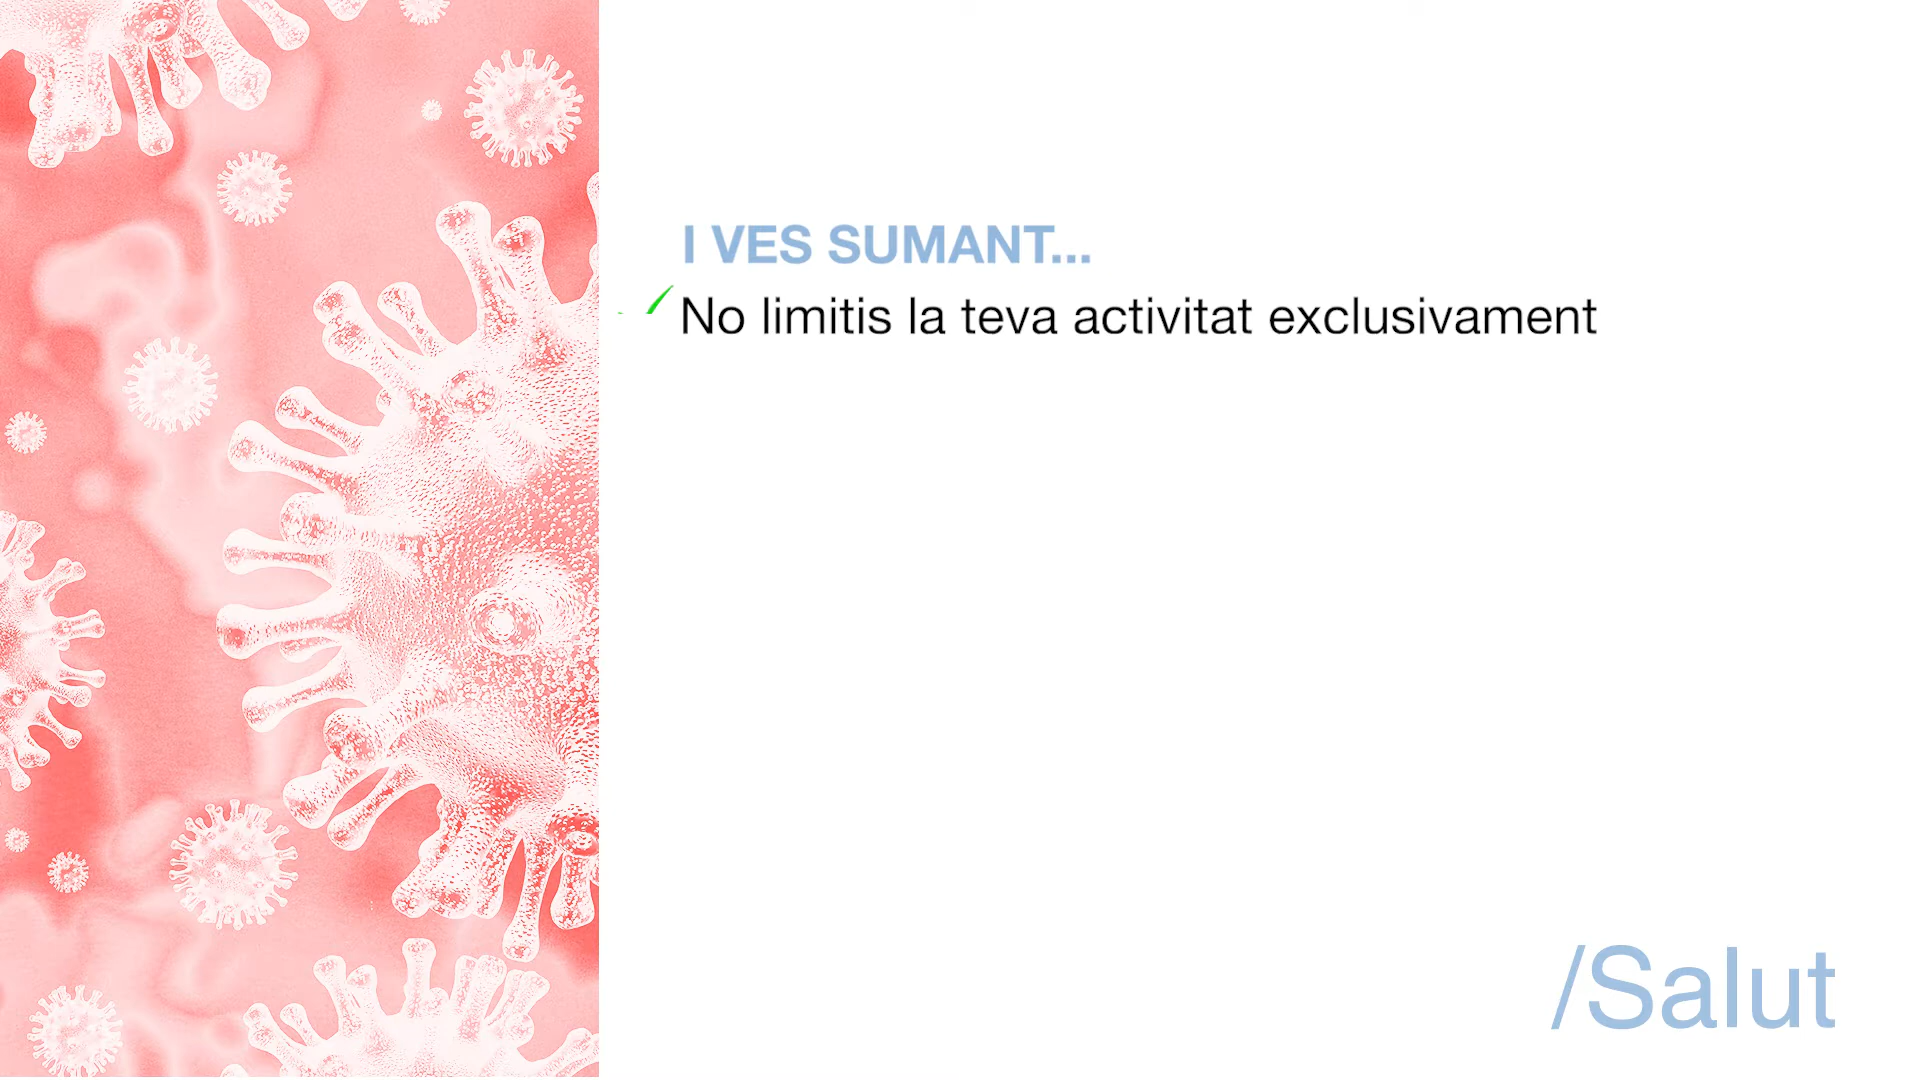 I VES SUMANT...
No limitis la teva activitat exclusivament
/Salut